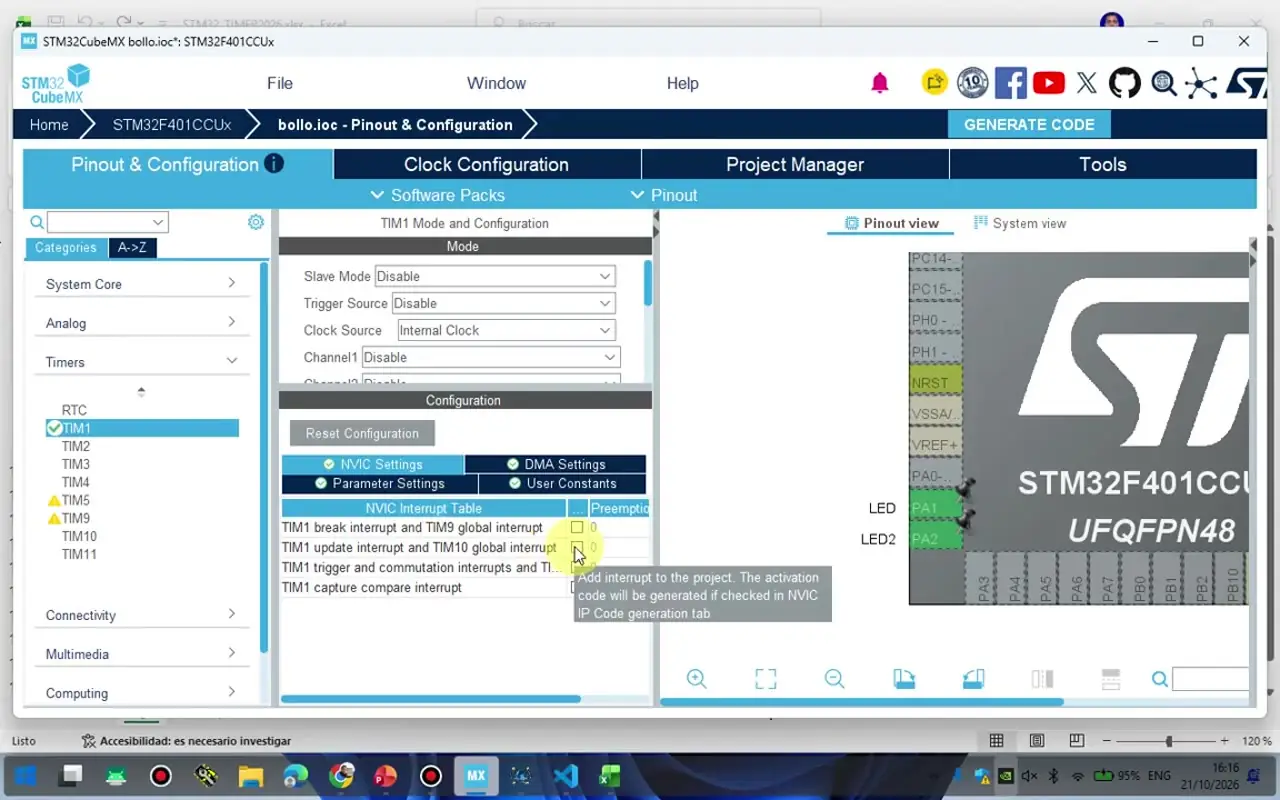 STM32CubeMX bollo.ioc*: STM32F401CCUx
STM32
CubeMX
File
Window
Help
10
Home
STM32F401CCUx
bollo.ioc - Pinout & Configuration
GENERATE CODE
Pinout & Configuration
Clock Configuration
Project Manager
Tools
Software Packs
Pinout
Categories
A->Z
System Core
Analog
Timers
RTC
TIM1
TIM2
TIM3
TIM4
TIM5
TIM9
TIM10
TIM11
Connectivity
Multimedia
Computing
TIM1 Mode and Configuration
Mode
Slave Mode Disable
Trigger Source Disable
Clock Source Internal Clock
Channel1 Disable
Configuration
Reset Configuration
NVIC Settings
DMA Settings
Parameter Settings
User Constants
NVIC Interrupt Table ... Preemptio
TIM1 break interrupt and TIM9 global interrupt 0
TIM1 update interrupt and TIM10 global interrupt 0
TIM1 trigger and commutation interrupts and TI...
TIM1 capture compare interrupt
Add interrupt to the project. The activation
code will be generated if checked in NVIC
IP Code generation tab
Pinout view
System view
PC14-..
PC15-..
PH0 -
PH1 -
NRST
VSSA/
VREF+
PA0-..
LED
PA1
LED2
PA2
PA3
PA4
PA5
PA6
PA7
PB0
PB1
PB2
PB10
STM32F401CCU
UFQFPN48
Listo
Accesibilidad: es necesario investigar
120 %
MX
95%
ENG
16:16
21/10/2026